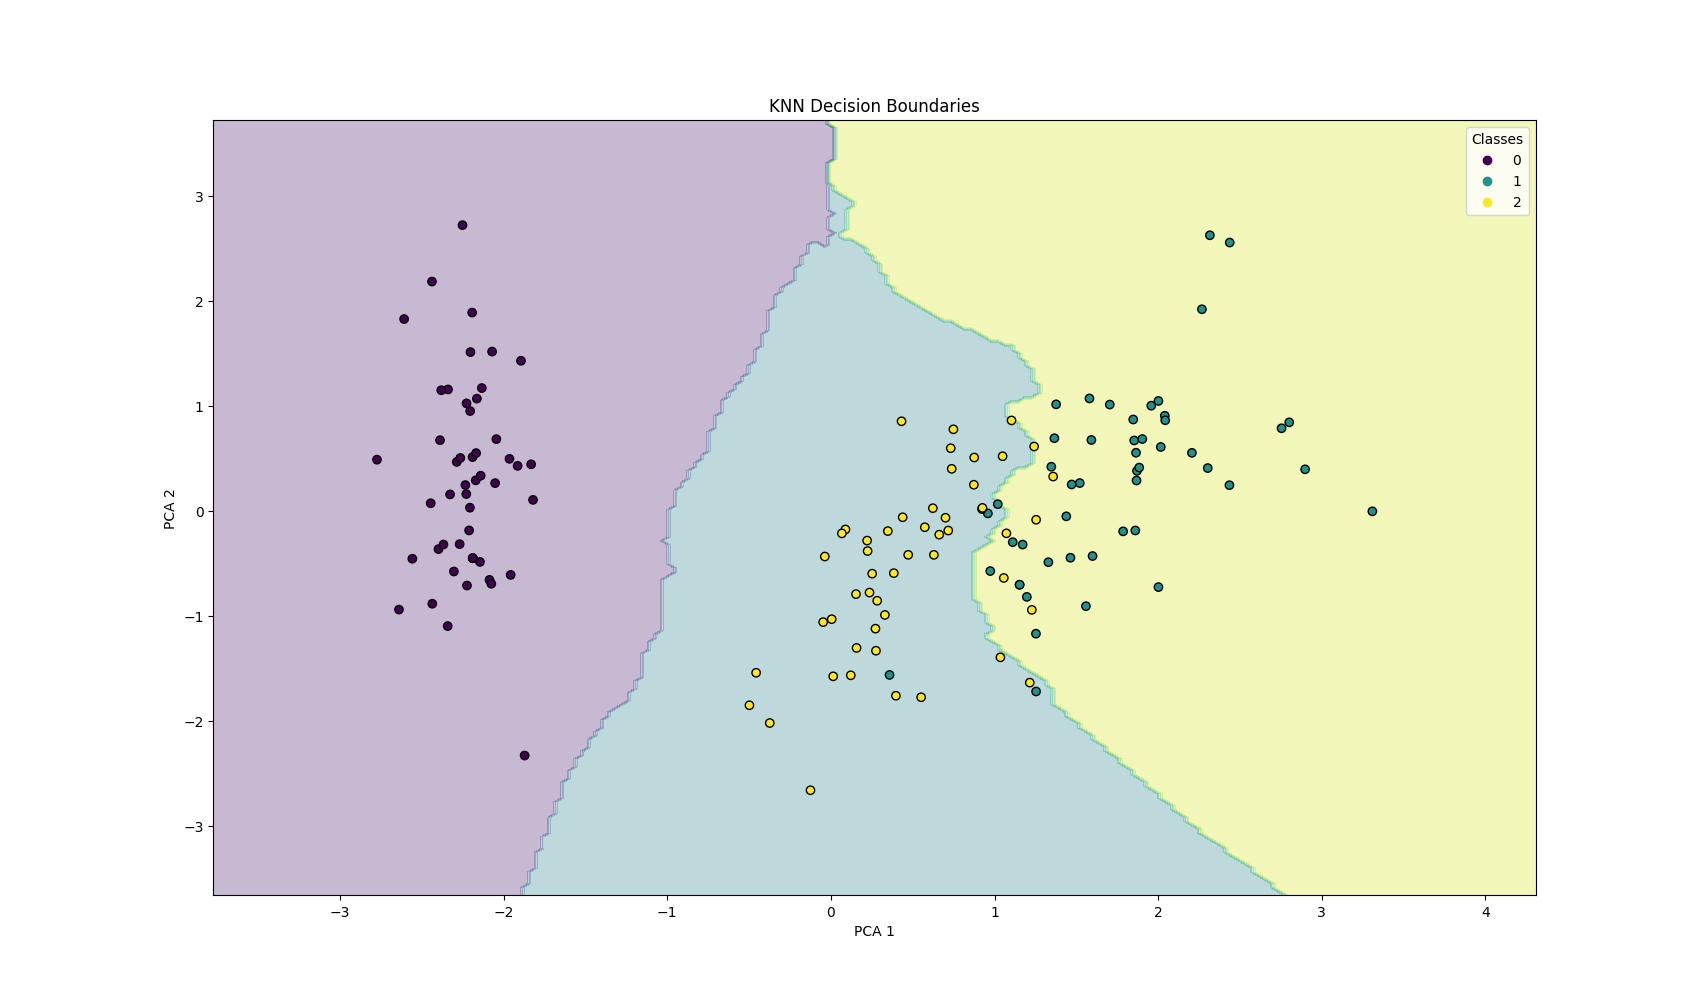 KNN Decision Boundaries
Classes
0
1
2
3
2
1
0
−1
−2
−3
PCA 2
−3 −2 −1 0 1 2 3 4
PCA 1